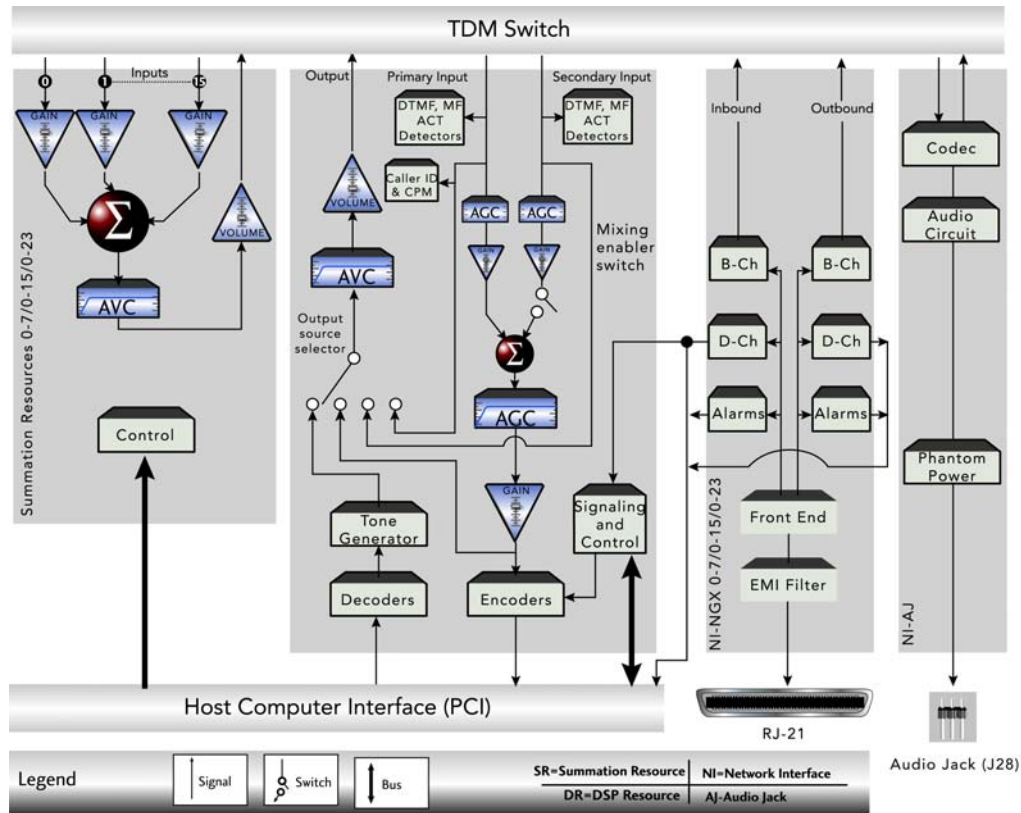 TDM Switch
0
1
Inputs
15
GAIN
GAIN
GAIN
Σ
VOLUME
AVC
Control
Summation Resources 0-7/0-15/0-23
Output
Primary Input
Secondary Input
DTMF, MF
ACT
Detectors
DTMF, MF
ACT
Detectors
Caller ID
& CPM
VOLUME
AGC
AGC
GAIN
GAIN
Mixing
enabler
switch
AVC
Output
source
selector
Σ
AGC
GAIN
Tone
Generator
Signaling
and
Control
Decoders
Encoders
Inbound
Outbound
B-Ch
B-Ch
D-Ch
D-Ch
Alarms
Alarms
Front End
EMI Filter
NI-NGX 0-7/0-15/0-23
Codec
Audio
Circuit
Phantom
Power
NI-AJ
Host Computer Interface (PCI)
RJ-21
Audio Jack (J28)
Legend
Signal
Switch
Bus
SR=Summation Resource
NI=Network Interface
DR=DSP Resource
AJ-Audio Jack